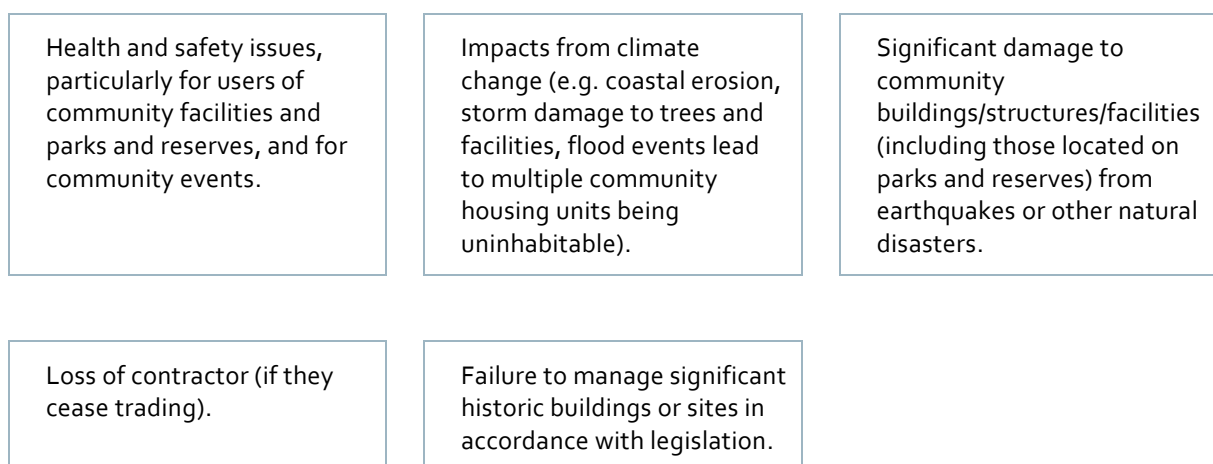 Health and safety issues,
particularly for users of
community facilities and
parks and reserves, and for
community events.
Impacts from climate
change (e.g. coastal erosion,
storm damage to trees and
facilities, flood events lead
to multiple community
housing units being
uninhabitable).
Significant damage to
community
buildings/structures/facilities
(including those located on
parks and reserves) from
earthquakes or other natural
disasters.
Loss of contractor (if they
cease trading).
Failure to manage significant
historic buildings or sites in
accordance with legislation.